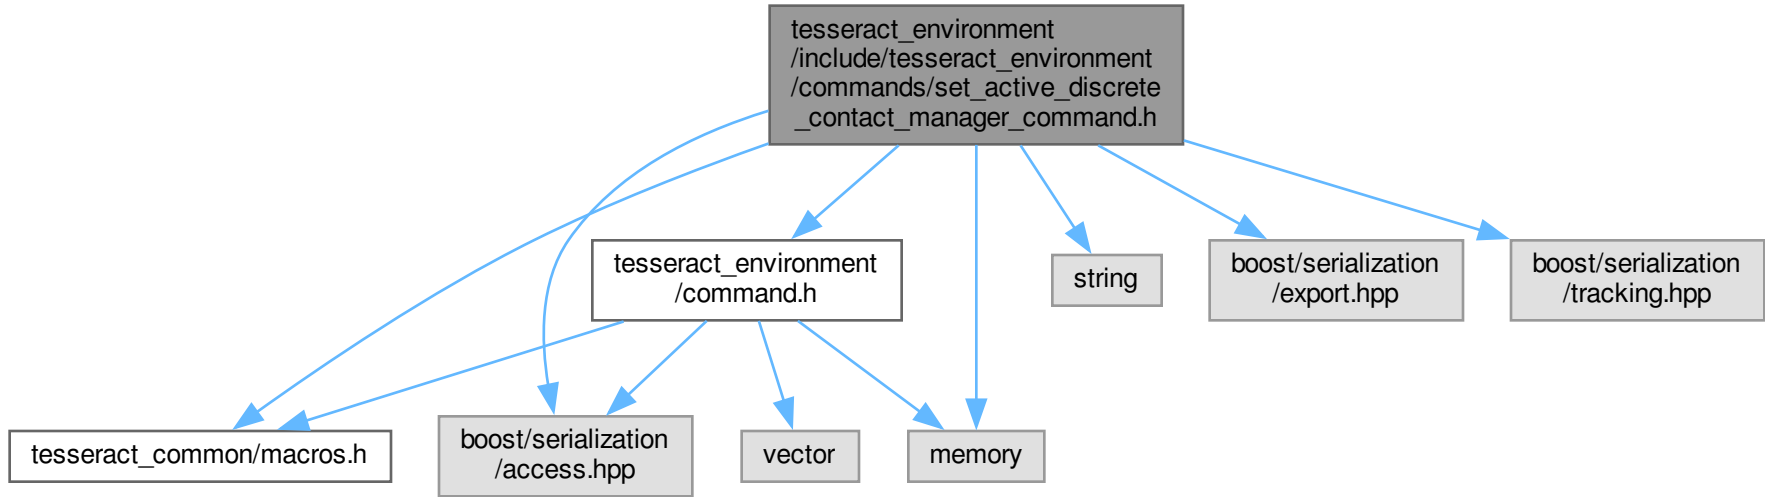 tesseract_environment
/include/tesseract_environment
/commands/set_active_discrete
_contact_manager_command.h
tesseract_environment
/command.h
string
boost/serialization
/export.hpp
boost/serialization
/tracking.hpp
tesseract_common/macros.h
boost/serialization
/access.hpp
vector
memory